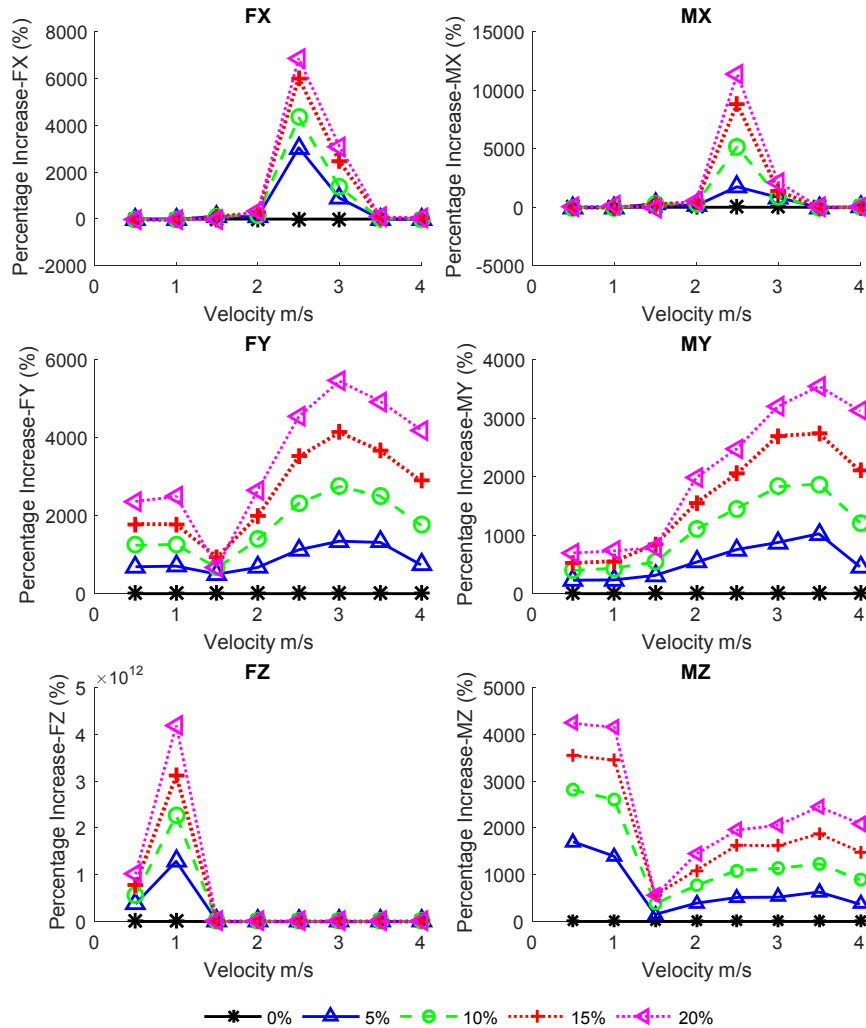 FX
Percentage Increase-FX (%)
8000
6000
4000
2000
0
-2000
0 1 2 3 4
Velocity m/s
MX
Percentage Increase-MX (%)
15000
10000
5000
0
-5000
0 1 2 3 4
Velocity m/s
FY
Percentage Increase-FY (%)
6000
4000
2000
0
0 1 2 3 4
Velocity m/s
MY
Percentage Increase-MY (%)
4000
3000
2000
1000
0
0 1 2 3 4
Velocity m/s
FZ
×10^12
Percentage Increase-FZ (%)
5
4
3
2
1
0
0 1 2 3 4
Velocity m/s
MZ
Percentage Increase-MZ (%)
5000
4000
3000
2000
1000
0
0 1 2 3 4
Velocity m/s
0% 5% 10% 15% 20%